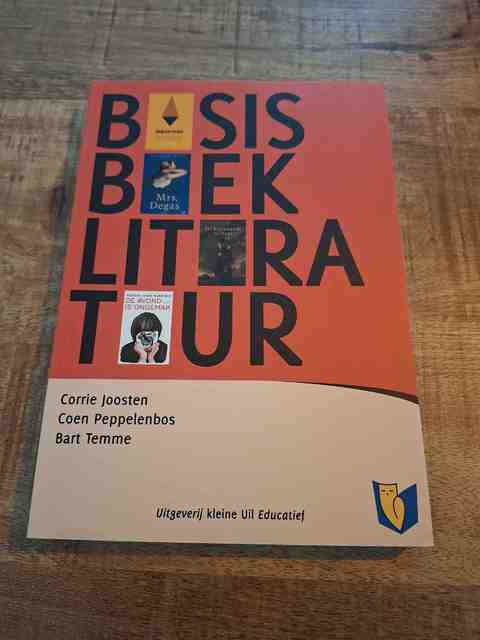 B SIS
B EK
Mrs.
Degas
LIT RA
T UR
DE AVOND
IS ONGEMAK
Corrie Joosten
Coen Peppelenbos
Bart Temme
Uitgeverij kleine Uil Educatief